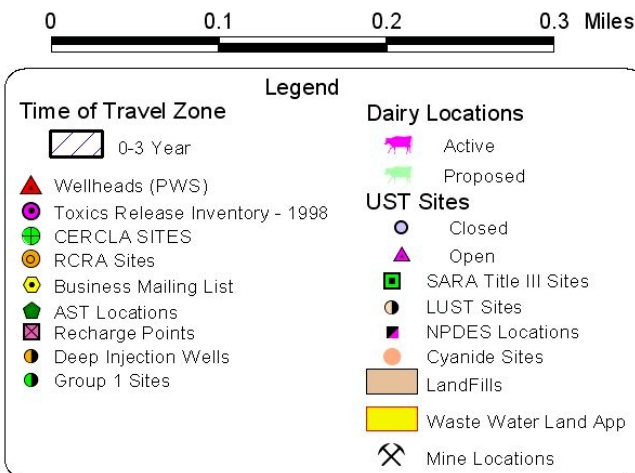 0 0.1 0.2 0.3 Miles
Legend
Time of Travel Zone
0-3 Year
Wellheads (PWS)
Toxics Release Inventory - 1998
CERCLA SITES
RCRA Sites
Business Mailing List
AST Locations
Recharge Points
Deep Injection Wells
Group 1 Sites
Dairy Locations
Active
Proposed
UST Sites
Closed
Open
SARA Title III Sites
LUST Sites
NPDES Locations
Cyanide Sites
LandFills
Waste Water Land App
Mine Locations